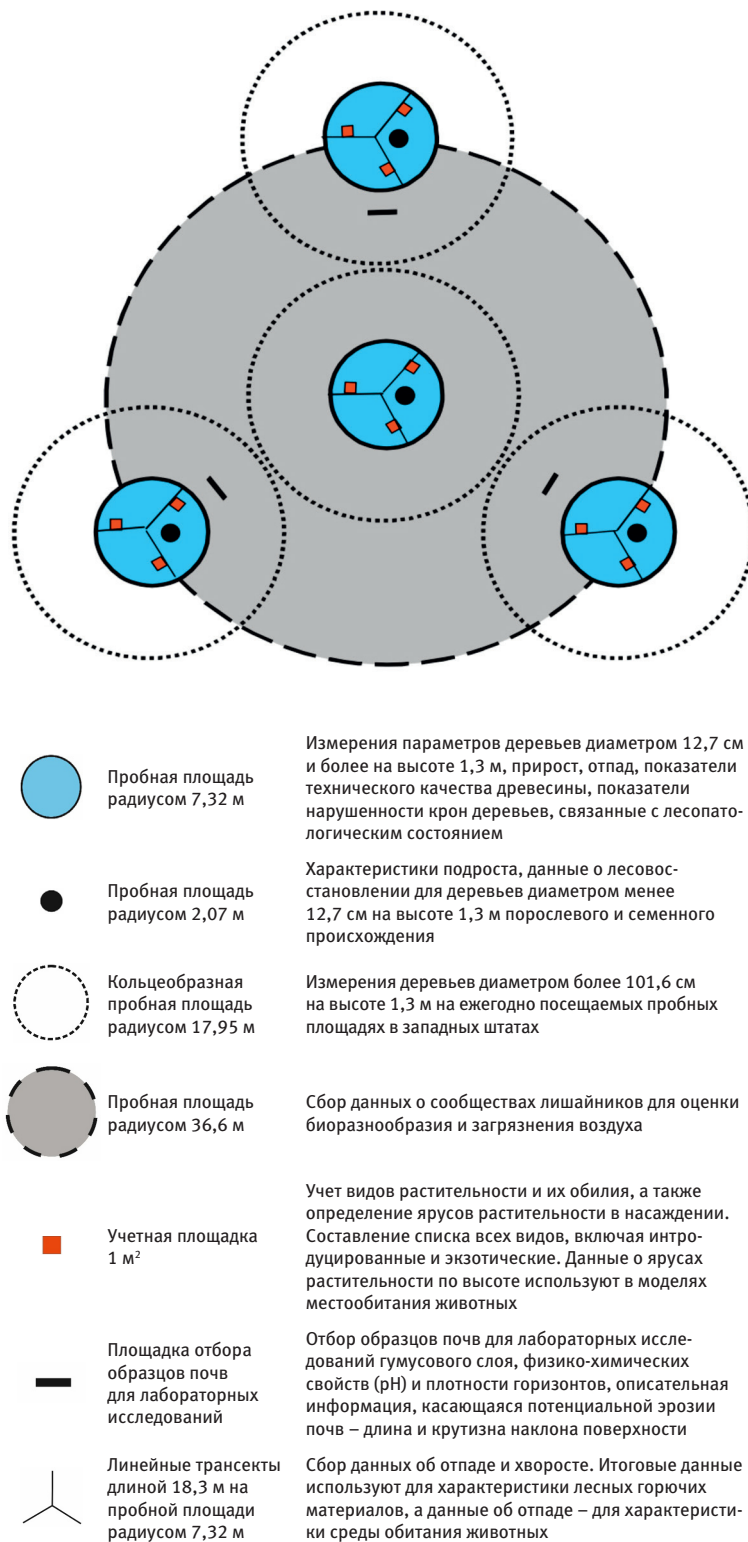 Пробная площадь
радиусом 7,32 м
Измерения параметров деревьев диаметром 12,7 см
и более на высоте 1,3 м, прирост, отпад, показатели
технического качества древесины, показатели
нарушенности крон деревьев, связанные с лесопато-
логическим состоянием
Пробная площадь
радиусом 2,07 м
Характеристики подроста, данные о лесовос-
становлении для деревьев диаметром менее
12,7 см на высоте 1,3 м порослевого и семенного
происхождения
Кольцеобразная
пробная площадь
радиусом 17,95 м
Измерения деревьев диаметром более 101,6 см
на высоте 1,3 м на ежегодно посещаемых пробных
площадях в западных штатах
Пробная площадь
радиусом 36,6 м
Сбор данных о сообществах лишайников для оценки
биоразнообразия и загрязнения воздуха
Учетная площадка
1 м²
Учет видов растительности и их обилия, а также
определение ярусов растительности в насаждении.
Составление списка всех видов, включая интро-
дуцированные и экзотические. Данные о ярусах
растительности по высоте используют в моделях
местообитания животных
Площадка отбора
образцов почв
для лабораторных
исследований
Отбор образцов почв для лабораторных иссле-
дований гумусового слоя, физико-химических
свойств (pH) и плотности горизонтов, описательная
информация, касающаяся потенциальной эрозии
почв – длина и крутизна наклона поверхности
Линейные трансекты
длиной 18,3 м на
пробной площади
радиусом 7,32 м
Сбор данных об отпаде и хворосте. Итоговые данные
используют для характеристики лесных горючих
материалов, а данные об отпаде – для характеристи-
ки среды обитания животных